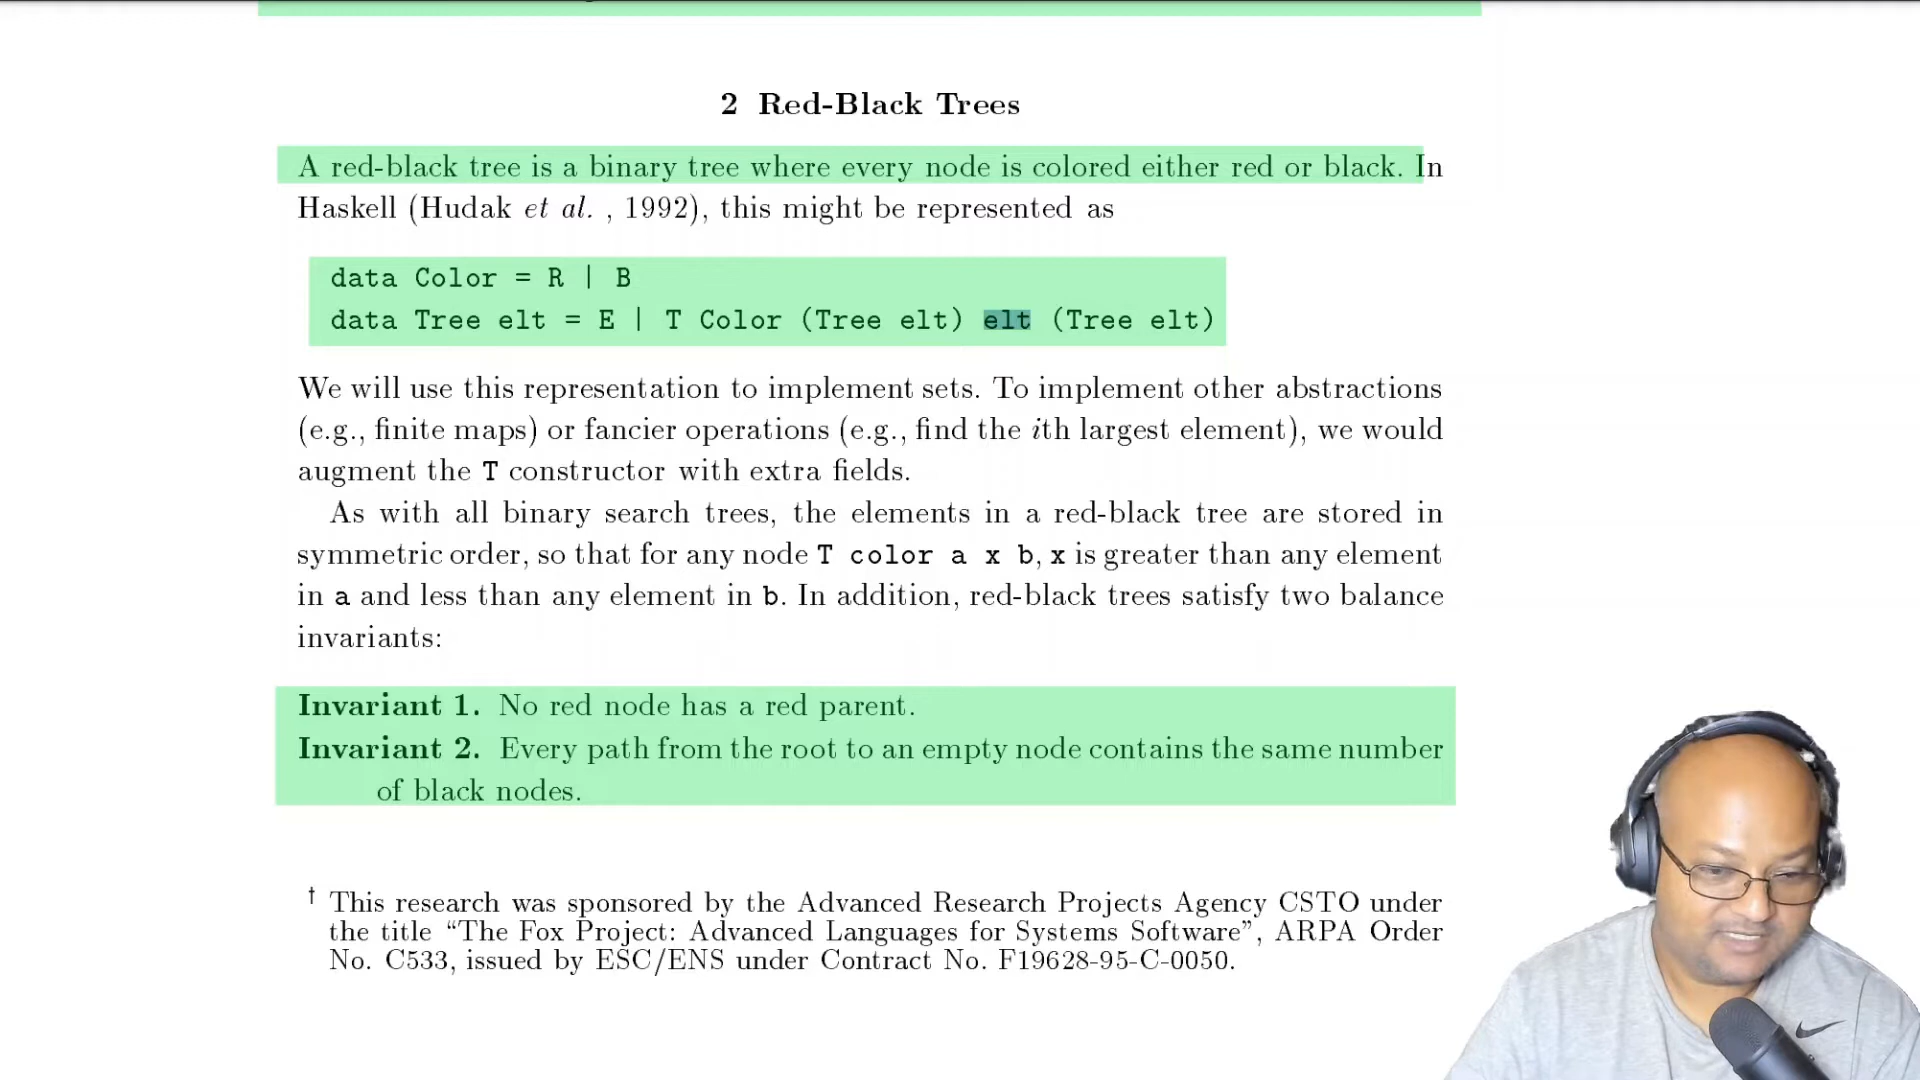 2 Red-Black Trees
A red-black tree is a binary tree where every node is colored either red or black. In
Haskell (Hudak et al. , 1992), this might be represented as
data Color = R | B
data Tree elt = E | T Color (Tree elt) elt (Tree elt)
We will use this representation to implement sets. To implement other abstractions
(e.g., finite maps) or fancier operations (e.g., find the ith largest element), we would
augment the T constructor with extra fields.
As with all binary search trees, the elements in a red-black tree are stored in
symmetric order, so that for any node T color a x b, x is greater than any element
in a and less than any element in b. In addition, red-black trees satisfy two balance
invariants:
Invariant 1. No red node has a red parent.
Invariant 2. Every path from the root to an empty node contains the same number
of black nodes.
† This research was sponsored by the Advanced Research Projects Agency CSTO under
the title “The Fox Project: Advanced Languages for Systems Software”, ARPA Order
No. C533, issued by ESC/ENS under Contract No. F19628-95-C-0050.